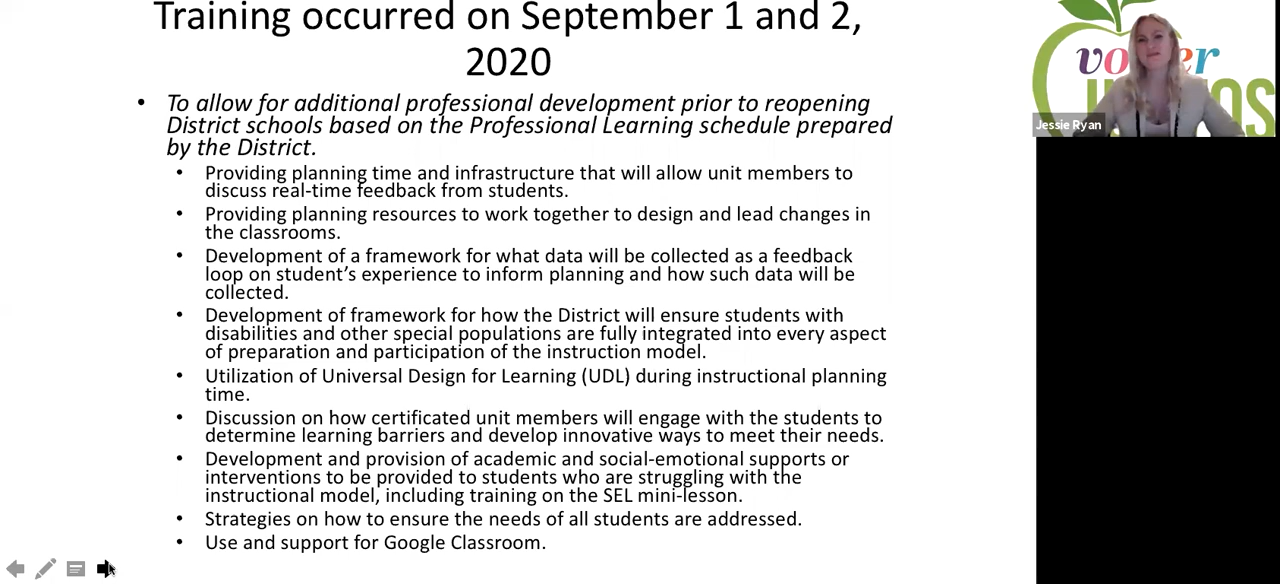 Training occurred on September 1 and 2,
2020
• To allow for additional professional development prior to reopening
District schools based on the Professional Learning schedule prepared
by the District.
• Providing planning time and infrastructure that will allow unit members to
discuss real-time feedback from students.
• Providing planning resources to work together to design and lead changes in
the classrooms.
• Development of a framework for what data will be collected as a feedback
loop on student’s experience to inform planning and how such data will be
collected.
• Development of framework for how the District will ensure students with
disabilities and other special populations are fully integrated into every aspect
of preparation and participation of the instruction model.
• Utilization of Universal Design for Learning (UDL) during instructional planning
time.
• Discussion on how certificated unit members will engage with the students to
determine learning barriers and develop innovative ways to meet their needs.
• Development and provision of academic and social-emotional supports or
interventions to be provided to students who are struggling with the
instructional model, including training on the SEL mini-lesson.
• Strategies on how to ensure the needs of all students are addressed.
• Use and support for Google Classroom.
Jessie Ryan